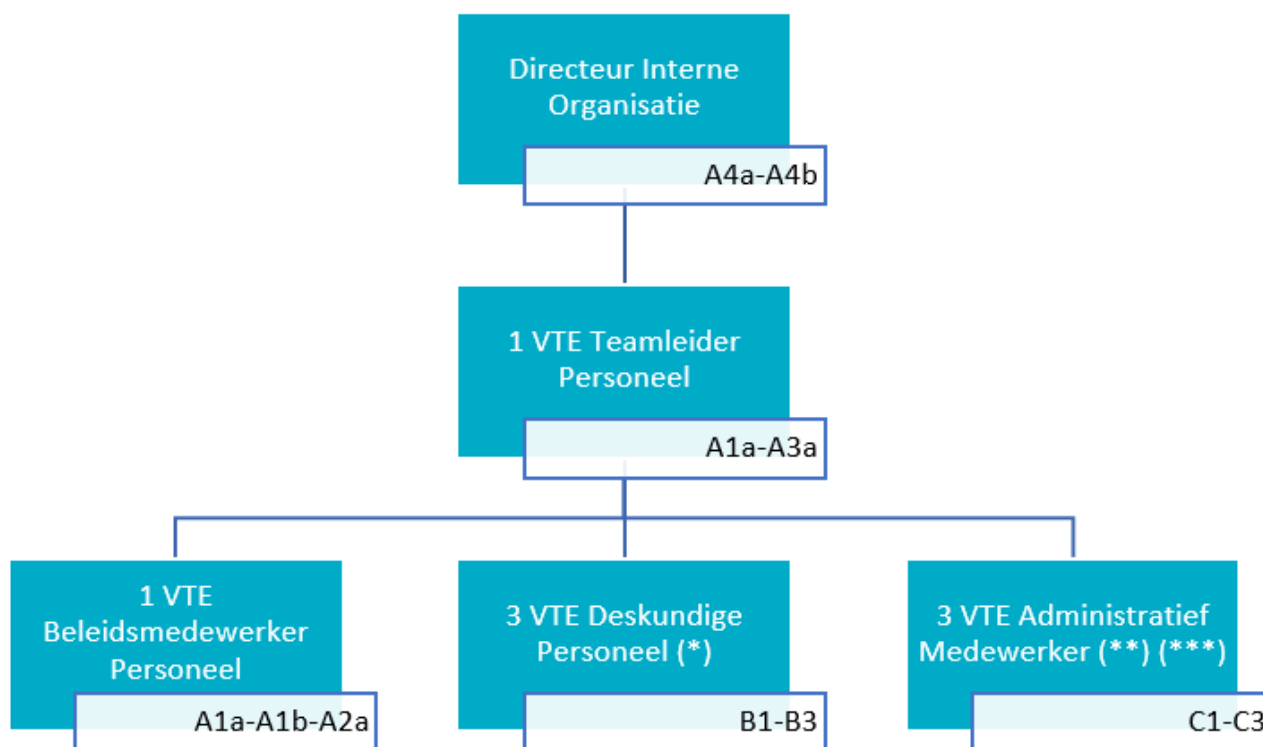 Directeur Interne
Organisatie
A4a-A4b
1 VTE Teamleider
Personeel
A1a-A3a
1 VTE
Beleidsmedewerker
Personeel
A1a-A1b-A2a
3 VTE Deskundige
Personeel (*)
B1-B3
3 VTE Administratief
Medewerker (**) (***)
C1-C3